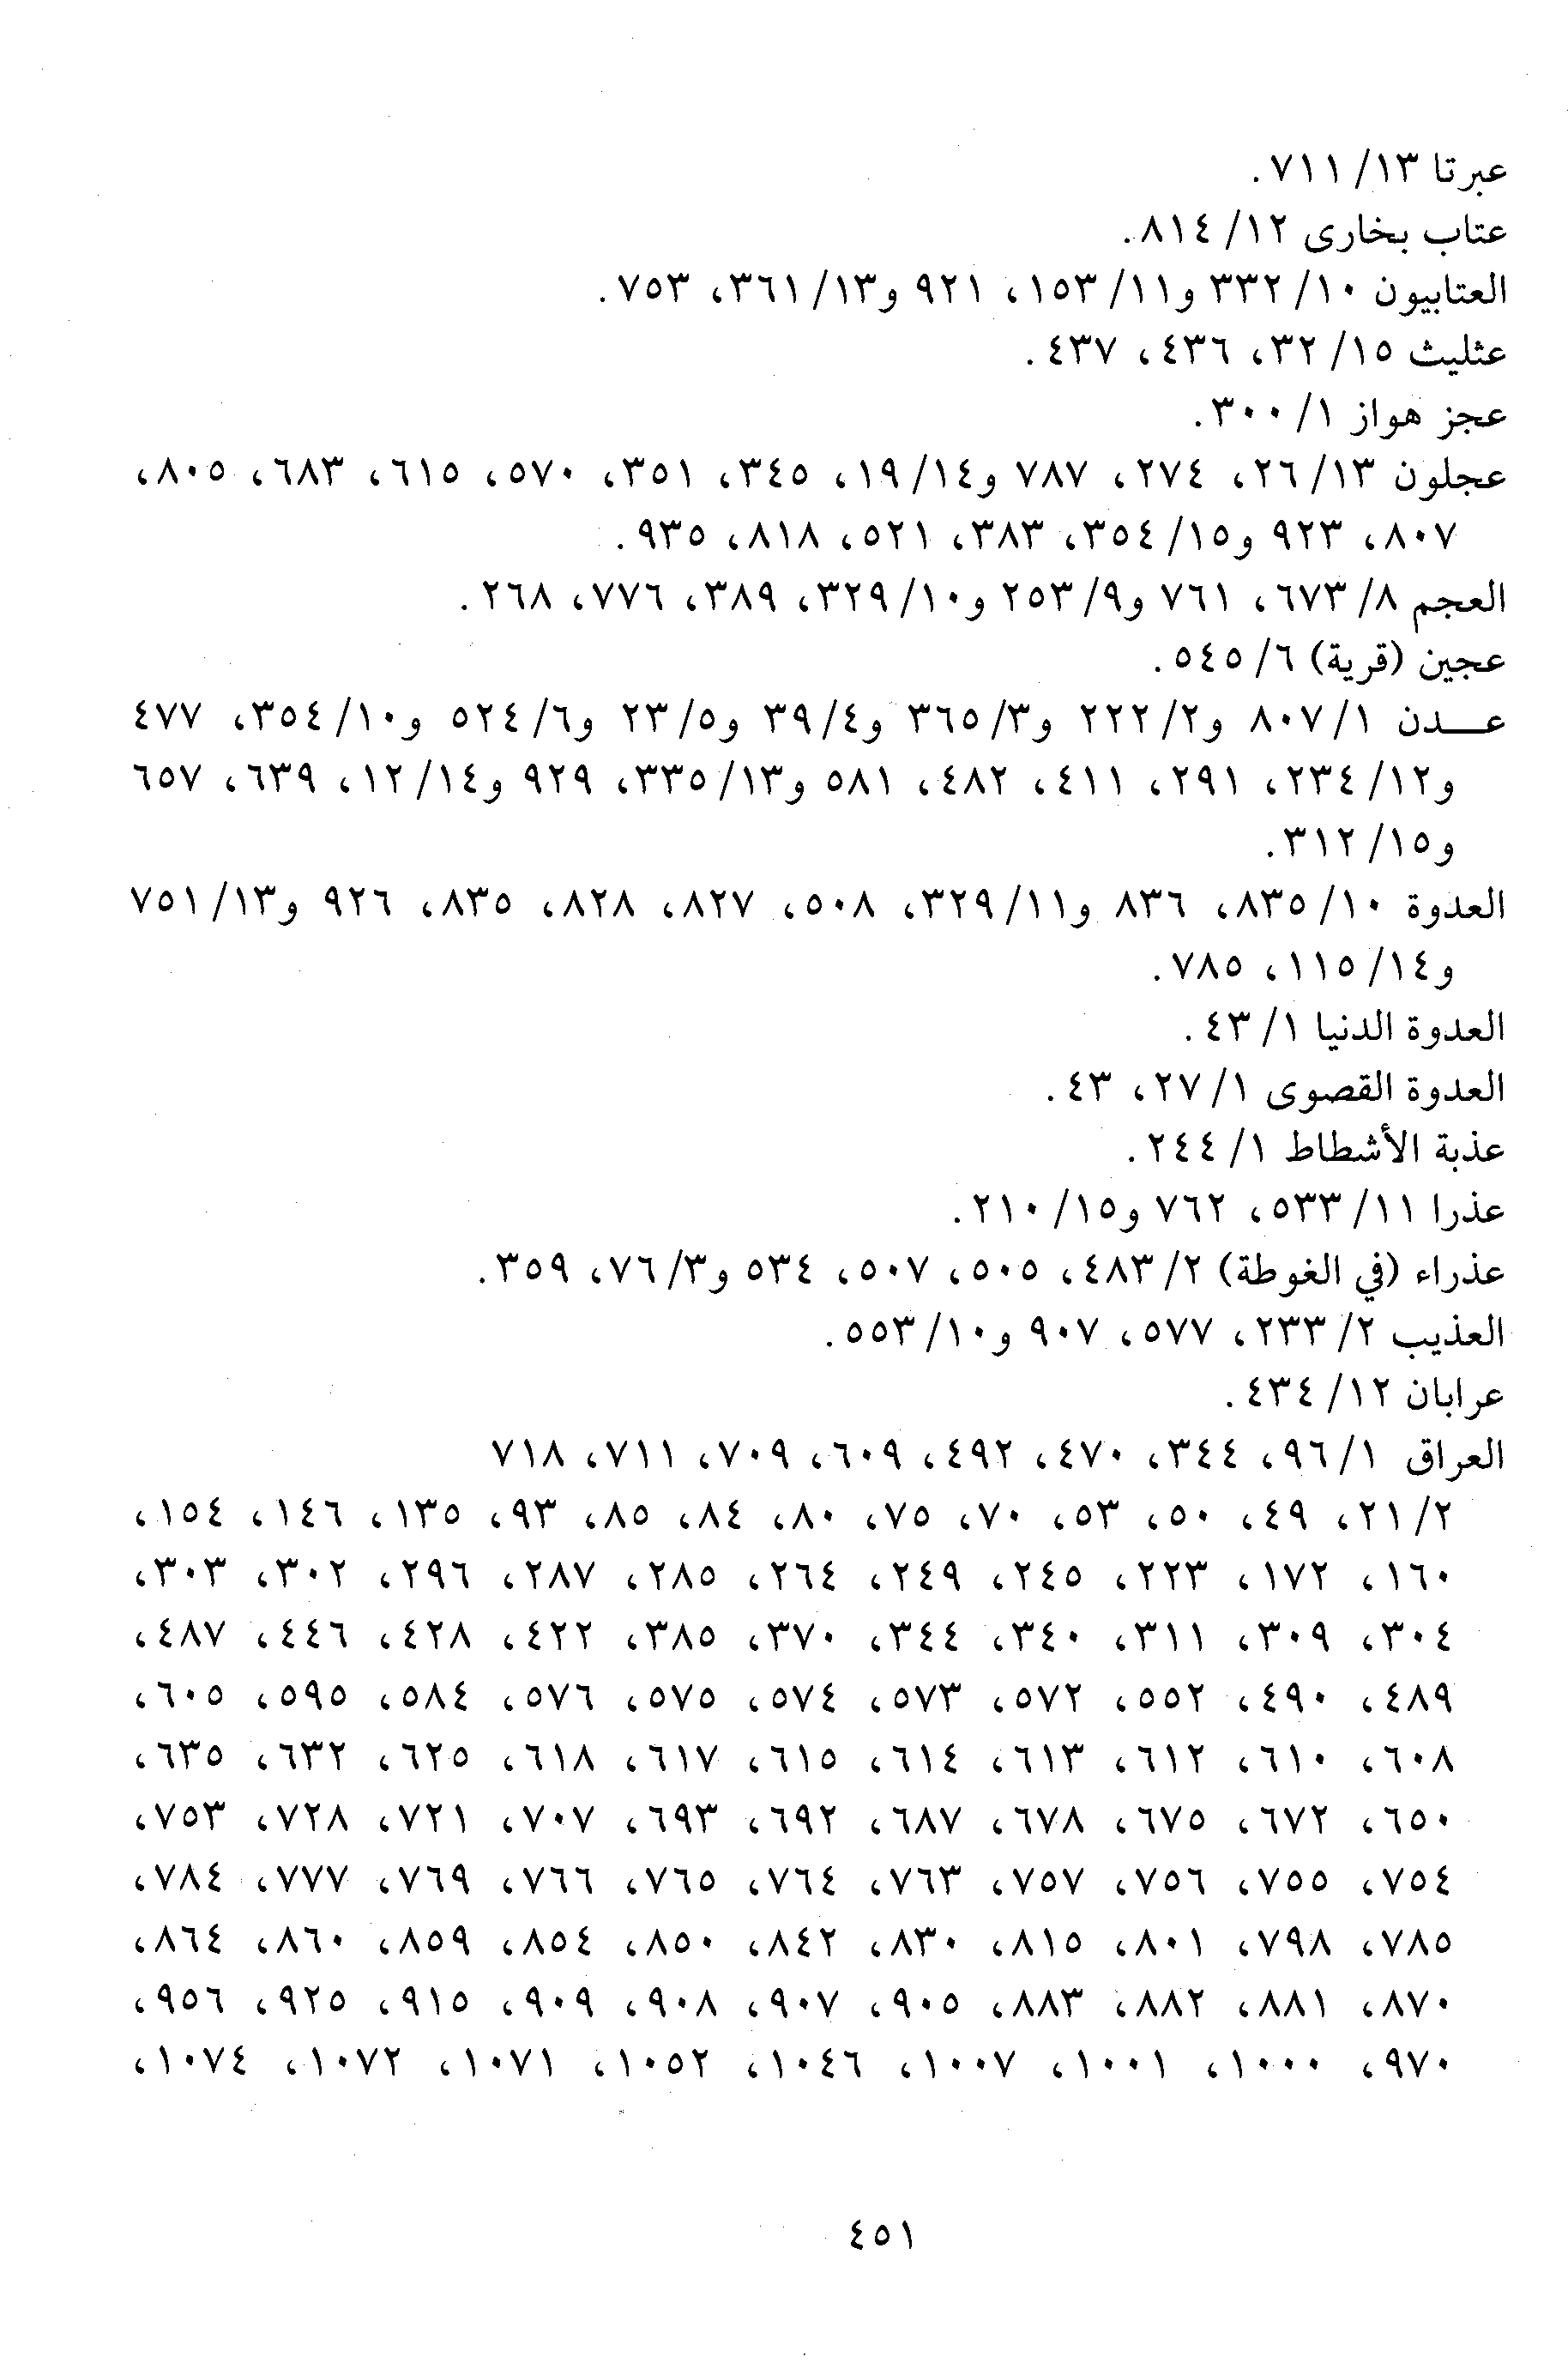 عبرتا ١٣/ ٧١١.
عتاب بخارى ١٢/ ٨١٤.
العتابيون ١٠/ ٣٣٢ و١١/ ١٥٣، ٩٢١ و١٣/ ٣٦١، ٧٥٣.
عثليث ١٥/ ٣٢، ٤٣٦، ٤٣٧.
عجز هواز ١/ ٣٠٠.
عجلون ١٣/ ٢٦، ٢٧٤، ٧٨٧ و١٤/ ١٩، ٣٤٥، ٣٥١، ٥٧٠، ٦١٥، ٦٨٣، ٨٠٥،
٨٠٧، ٩٢٣ و١٥/ ٣٥٤، ٣٨٣، ٥٢١، ٨١٨، ٩٣٥.
العجم ٨/ ٦٧٣، ٧٦١ و٩/ ٢٥٣ و١٠/ ٣٢٩، ٣٨٩، ٧٧٦، ٢٦٨.
عجين (قرية) ٦/ ٥٤٥.
عـــدن ١/ ٨٠٧ و٢/ ٢٢٢ و٣/ ٣٦٥ و٤/ ٣٩ و٥/ ٢٣ و٦/ ٥٢٤ و١٠/ ٣٥٤، ٤٧٧
و١٢/ ٢٣٤، ٢٩١، ٤١١، ٤٨٢، ٥٨١ و١٣/ ٣٣٥، ٩٢٩ و١٤/ ١٢، ٦٣٩، ٦٥٧
و١٥/ ٣١٢.
العدوة ١٠/ ٨٣٥، ٨٣٦ و١١/ ٣٢٩، ٥٠٨، ٨٢٧، ٨٢٨، ٨٣٥، ٩٢٦ و١٣/ ٧٥١
و١٤/ ١١٥، ٧٨٥.
العدوة الدنيا ١/ ٤٣.
العدوة القصوى ١/ ٢٧، ٤٣.
عذبة الأشطاط ١/ ٢٤٤.
عذرا ١١/ ٥٣٣، ٧٦٢ و١٥/ ٢١٠.
عذراء (في الغوطة) ٢/ ٤٨٣، ٥٠٥، ٥٠٧، ٥٣٤ و٣/ ٧٦، ٣٥٩.
العذيب ٢/ ٢٣٣، ٥٧٧، ٩٠٧ و١٠/ ٥٥٣.
عرابان ١٢/ ٤٣٤.
العراق ١/ ٩٦، ٣٤٤، ٤٧٠، ٤٩٢، ٦٠٩، ٧٠٩، ٧١١، ٧١٨
٢/ ٢١، ٤٩، ٥٠، ٥٣، ٧٠، ٧٥، ٨٠، ٨٤، ٨٥، ٩٣، ١٣٥، ١٤٦، ١٥٤،
١٦٠، ١٧٢، ٢٢٣، ٢٤٥، ٢٤٩، ٢٦٤، ٢٨٥، ٢٨٧، ٢٩٦، ٣٠٢، ٣٠٣،
٣٠٤، ٣٠٩، ٣١١، ٣٤٠، ٣٤٤، ٣٧٠، ٣٨٥، ٤٢٢، ٤٢٨، ٤٤٦، ٤٨٧،
٤٨٩، ٤٩٠، ٥٥٢، ٥٧٢، ٥٧٣، ٥٧٤، ٥٧٥، ٥٧٦، ٥٨٤، ٥٩٥، ٦٠٥،
٦٠٨، ٦١٠، ٦١٢، ٦١٣، ٦١٤، ٦١٥، ٦١٧، ٦١٨، ٦٢٥، ٦٣٢، ٦٣٥،
٦٥٠، ٦٧٢، ٦٧٥، ٦٧٨، ٦٨٧، ٦٩٢، ٦٩٣، ٧٠٧، ٧٢١، ٧٢٨، ٧٥٣،
٧٥٤، ٧٥٥، ٧٥٦، ٧٥٧، ٧٦٣، ٧٦٤، ٧٦٥، ٧٦٦، ٧٦٩، ٧٧٧، ٧٨٤،
٧٨٥، ٧٩٨، ٨٠١، ٨١٥، ٨٣٠، ٨٤٢، ٨٥٠، ٨٥٤، ٨٥٩، ٨٦٠، ٨٦٤،
٨٧٠، ٨٨١، ٨٨٢، ٨٨٣، ٩٠٥، ٩٠٧، ٩٠٨، ٩٠٩، ٩١٥، ٩٢٥، ٩٥٦،
٩٧٠، ١٠٠٠، ١٠٠١، ١٠٠٧، ١٠٤٦، ١٠٥٢، ١٠٧١، ١٠٧٢، ١٠٧٤،
٤٥١